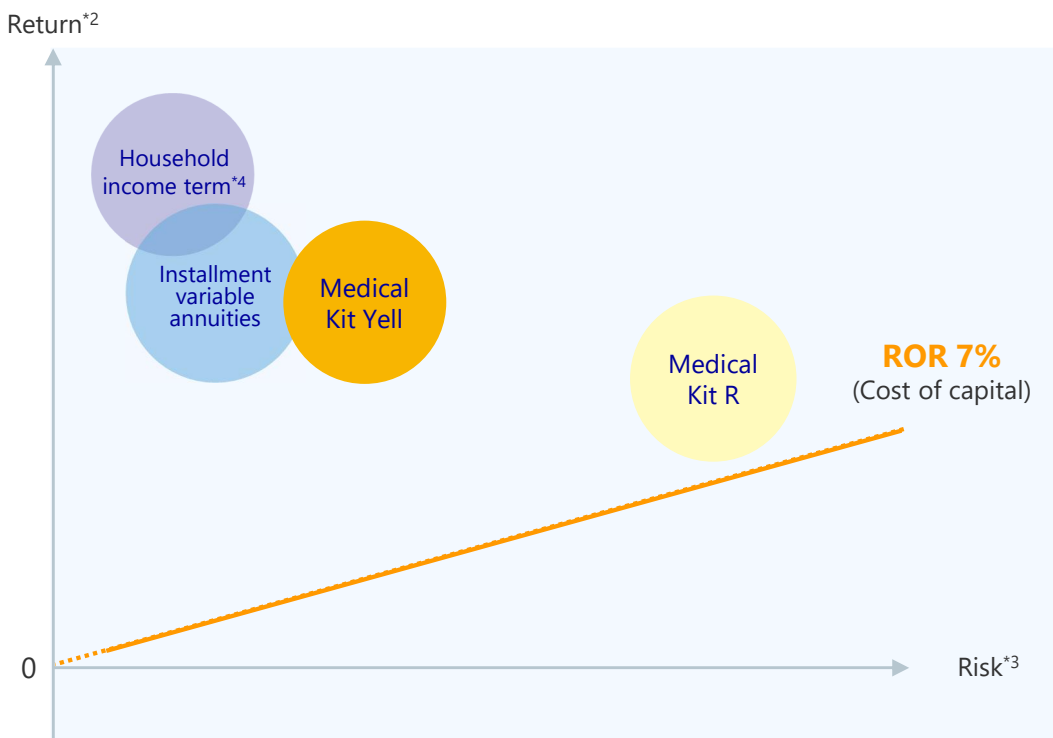 Return*2
Household
income term*4
Installment
variable
annuities
Medical
Kit Yell
Medical
Kit R
ROR 7%
(Cost of capital)
0
Risk*3